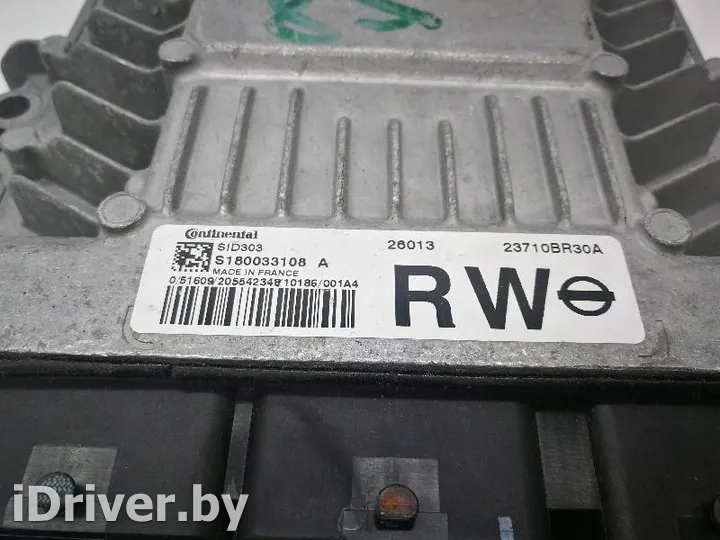 Continental
SID303
S180033108 A
MADE IN FRANCE
0/51609/205542348/10186/001A4
26013
23710BR30A
RW
iDriver.by